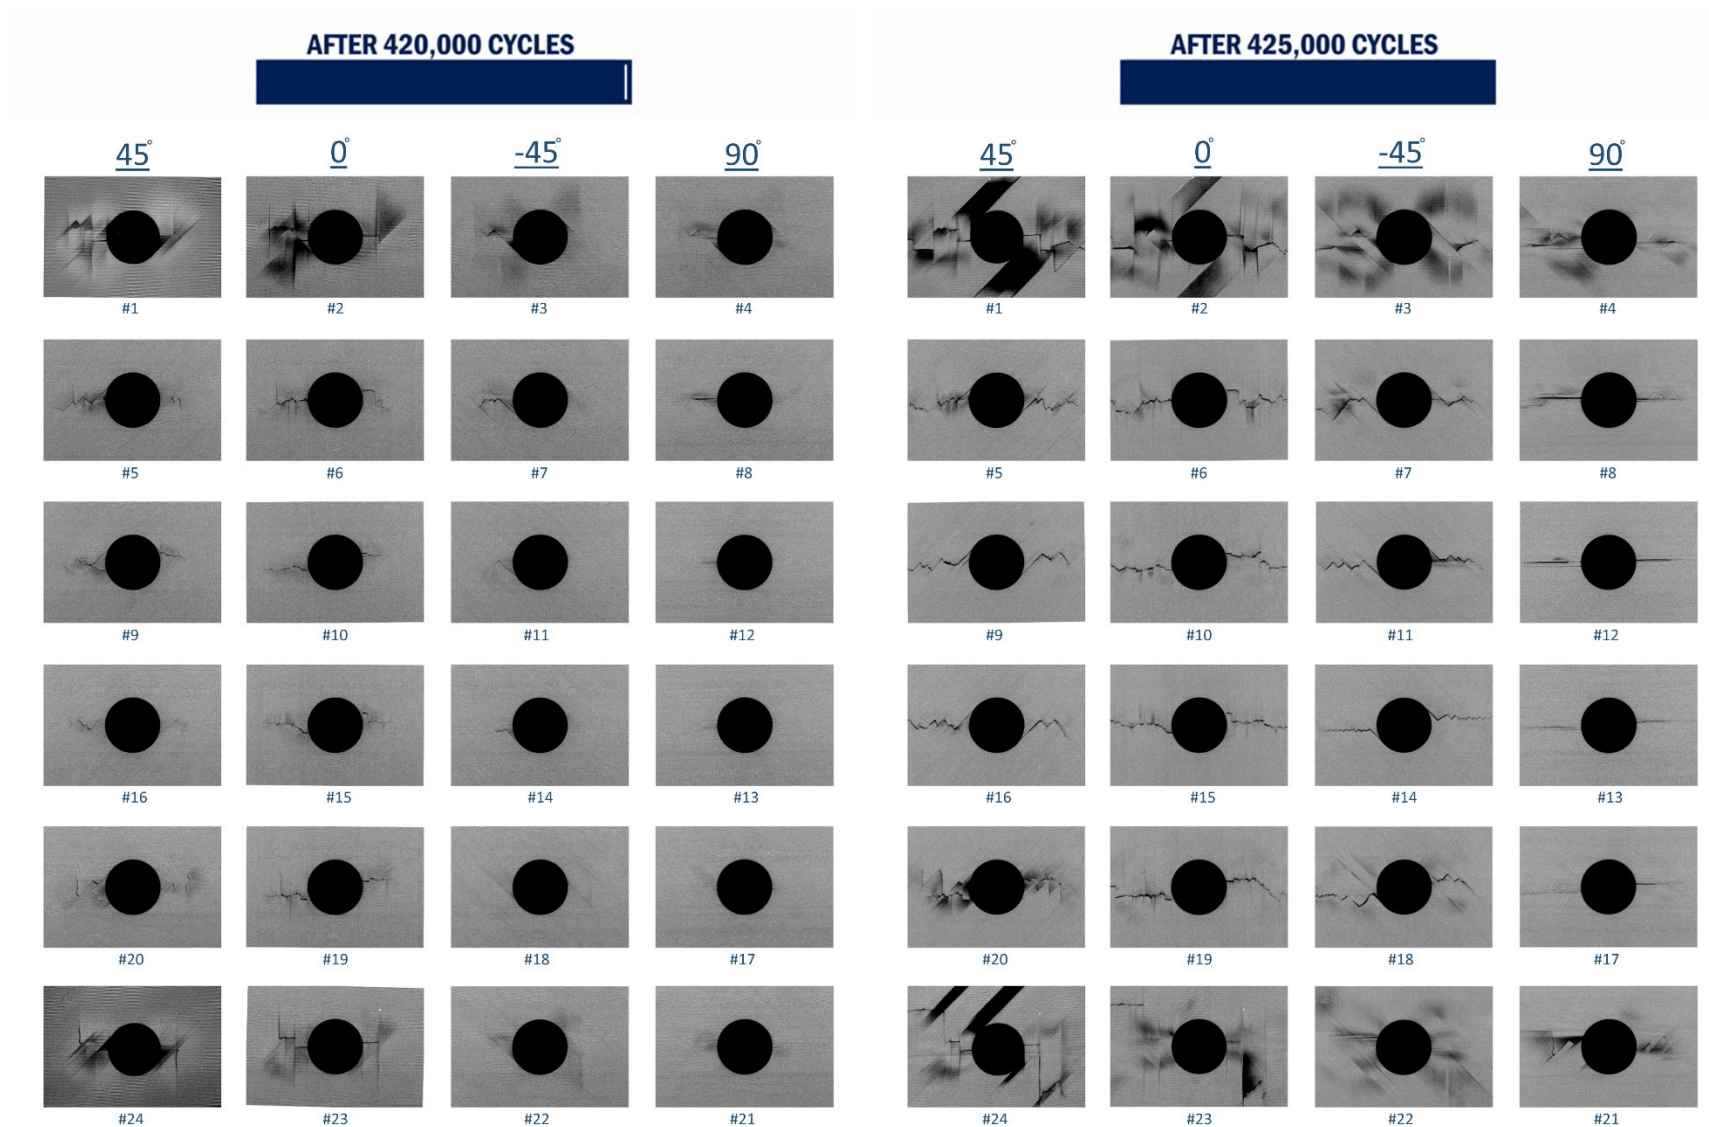 AFTER 420,000 CYCLES AFTER 425,000 CYCLES
45° 0° -45° 90° 45° 0° -45° 90°
#1 #2 #3 #4 #1 #2 #3 #4
#5 #6 #7 #8 #5 #6 #7 #8
#9 #10 #11 #12 #9 #10 #11 #12
#16 #15 #14 #13 #16 #15 #14 #13
#20 #19 #18 #17 #20 #19 #18 #17
#24 #23 #22 #21 #24 #23 #22 #21